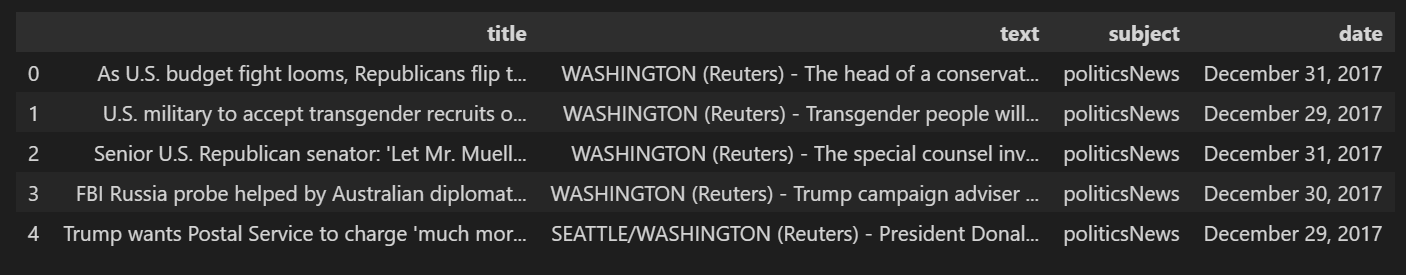 title text subject date
0 As U.S. budget fight looms, Republicans flip t... WASHINGTON (Reuters) - The head of a conservat... politicsNews December 31, 2017
1 U.S. military to accept transgender recruits o... WASHINGTON (Reuters) - Transgender people will... politicsNews December 29, 2017
2 Senior U.S. Republican senator: 'Let Mr. Muell... WASHINGTON (Reuters) - The special counsel inv... politicsNews December 31, 2017
3 FBI Russia probe helped by Australian diplomat... WASHINGTON (Reuters) - Trump campaign adviser ... politicsNews December 30, 2017
4 Trump wants Postal Service to charge 'much mor... SEATTLE/WASHINGTON (Reuters) - President Donal... politicsNews December 29, 2017